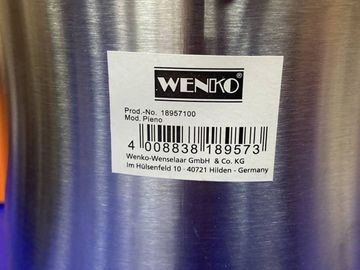 WENKO®
Prod.-No. 18957100
Mod. Pieno
4 008838 189573
Wenko-Wenselaar GmbH & Co. KG
Im Hülsenfeld 10 · 40721 Hilden - Germany